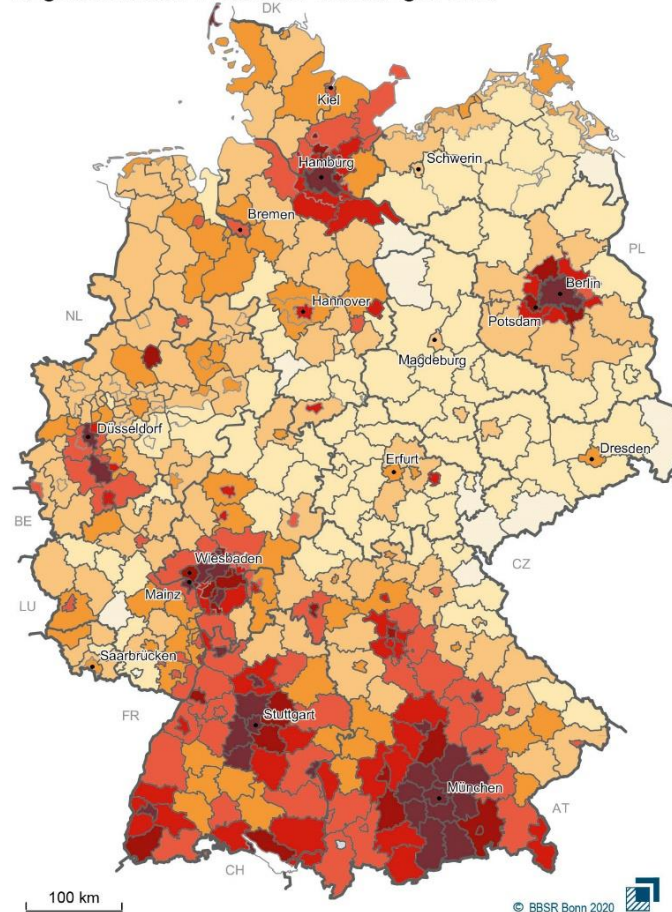 DK
Kiel
Hamburg
Schwerin
Bremen
PL
Berlin
Hannover
Potsdam
NL
Magdeburg
Düsseldorf
Erfurt
Dresden
BE
Wiesbaden
CZ
Mainz
LU
Saarbrücken
FR
Stuttgart
München
AT
CH
100 km
© BBSR Bonn 2020